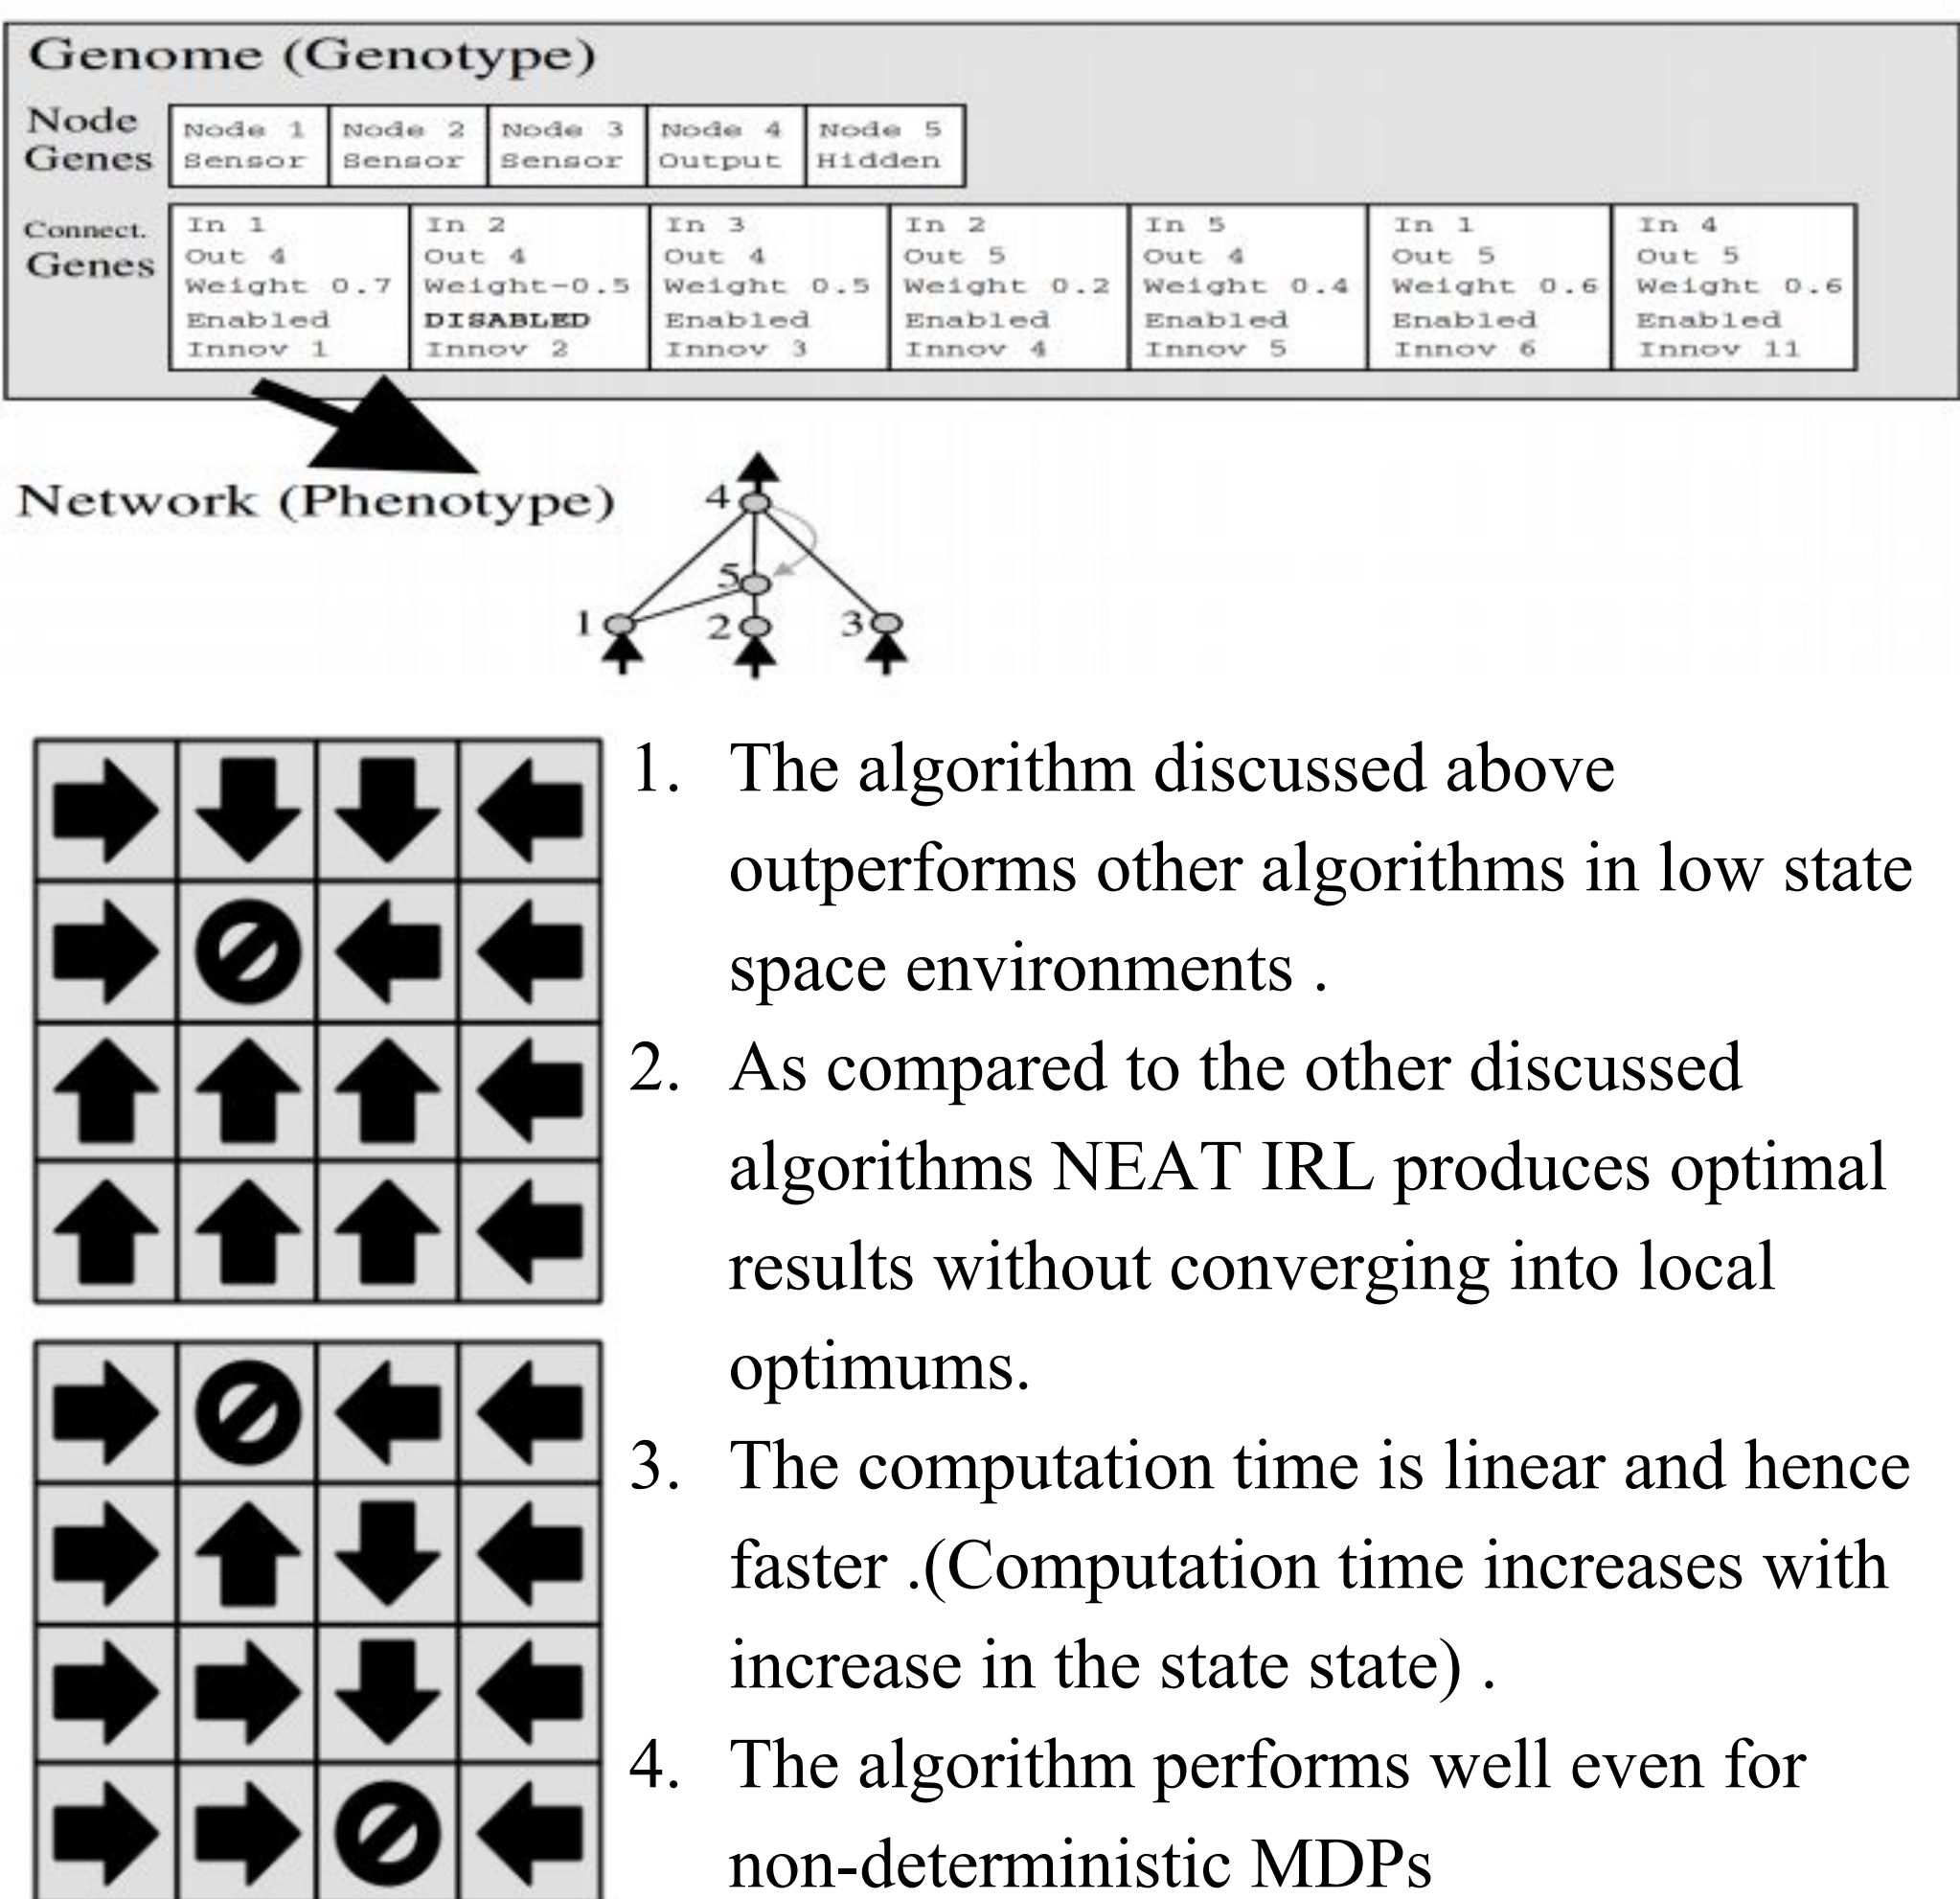 Genome (Genotype)
Node Genes
Node 1 Sensor
Node 2 Sensor
Node 3 Sensor
Node 4 Output
Node 5 Hidden
Connect. Genes
In 1
Out 4
Weight 0.7
Enabled
Innov 1
In 2
Out 4
Weight-0.5
DISABLED
Innov 2
In 3
Out 4
Weight 0.5
Enabled
Innov 3
In 2
Out 5
Weight 0.2
Enabled
Innov 4
In 5
Out 4
Weight 0.4
Enabled
Innov 5
In 1
Out 5
Weight 0.6
Enabled
Innov 6
In 4
Out 5
Weight 0.6
Enabled
Innov 11
Network (Phenotype)
4
5
1
2
3
1. The algorithm discussed above
outperforms other algorithms in low state
space environments .
2. As compared to the other discussed
algorithms NEAT IRL produces optimal
results without converging into local
optimums.
3. The computation time is linear and hence
faster .(Computation time increases with
increase in the state state) .
4. The algorithm performs well even for
non-deterministic MDPs